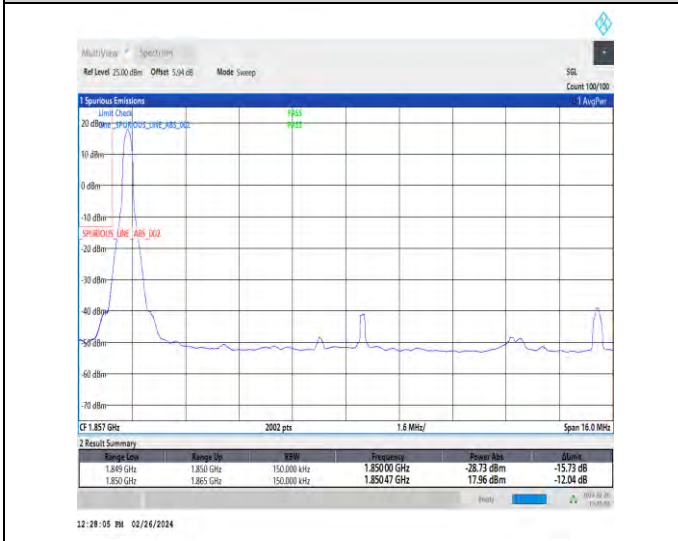 MultiView Spectrum
Ref Level 25.00 dBm Offset 5.94 dB Mode Sweep SGL
Count 100/100
1 Spurious Emissions 1 AvgPwr
Limit Check PASS
20 dBm _SPURIOUS_LINE_ABS_002 PASS
10 dBm
0 dBm
-10 dBm
_SPURIOUS_LINE_ABS_002
-20 dBm
-30 dBm
-40 dBm
-50 dBm
-60 dBm
-70 dBm
CF 1.857 GHz 2002 pts 1.6 MHz/ Span 16.0 MHz
2 Result Summary
Range Low Range Up RBW Frequency Power Abs ΔLimit
1.849 GHz 1.850 GHz 150.000 kHz 1.85000 GHz -28.73 dBm -15.73 dB
1.850 GHz 1.865 GHz 150.000 kHz 1.85047 GHz 17.96 dBm -12.04 dB
12:28:05 PM 02/26/2024